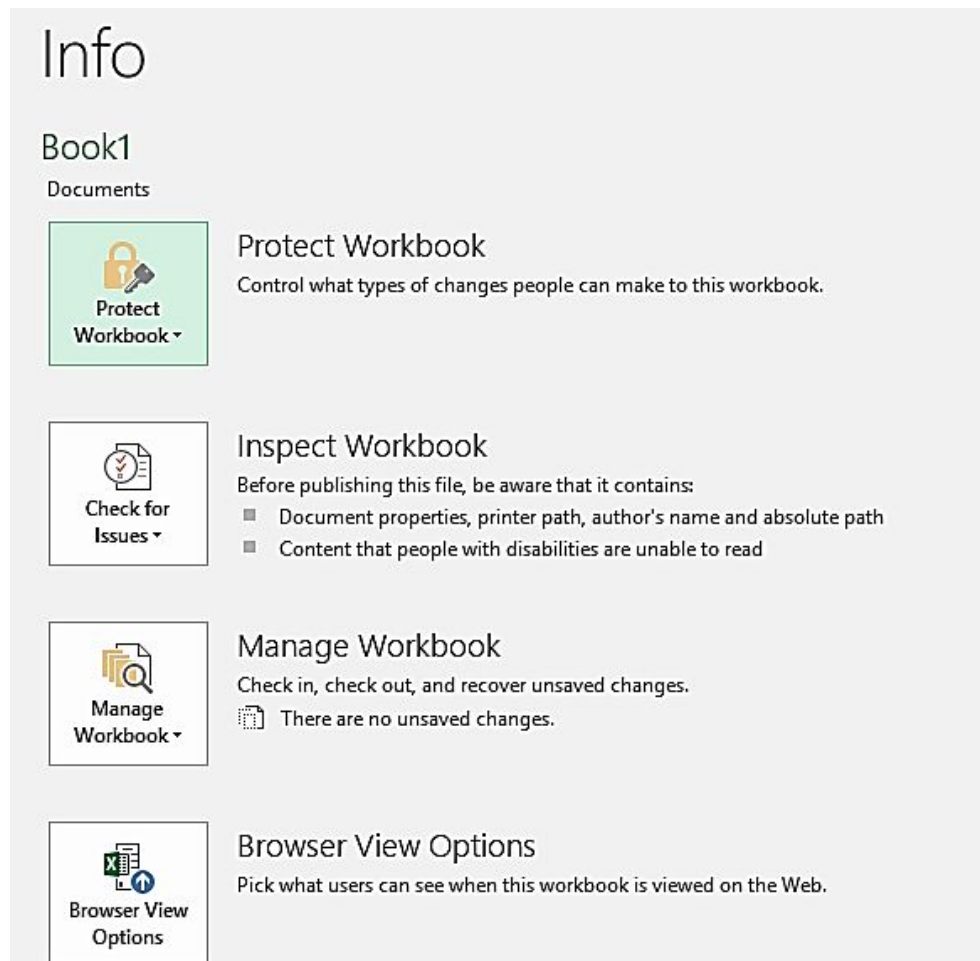 Info
Book1
Documents
Protect
Workbook
Protect Workbook
Control what types of changes people can make to this workbook.
Check for
Issues
Inspect Workbook
Before publishing this file, be aware that it contains:
Document properties, printer path, author's name and absolute path
Content that people with disabilities are unable to read
Manage
Workbook
Manage Workbook
Check in, check out, and recover unsaved changes.
There are no unsaved changes.
Browser View
Options
Browser View Options
Pick what users can see when this workbook is viewed on the Web.